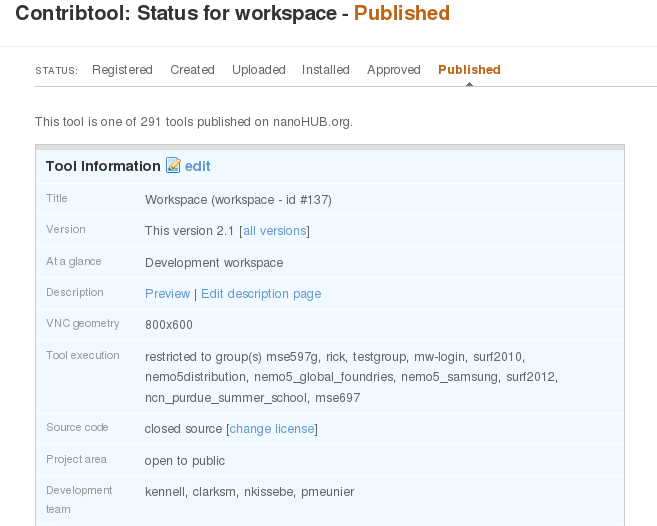 Contribtool: Status for workspace - Published
STATUS: Registered Created Uploaded Installed Approved Published
This tool is one of 291 tools published on nanoHUB.org.
Tool Information edit
Title Workspace (workspace - id #137)
Version This version 2.1 [all versions]
At a glance Development workspace
Description Preview | Edit description page
VNC geometry 800x600
Tool execution restricted to group(s) mse597g, rick, testgroup, mw-login, surf2010,
nemo5distribution, nemo5_global_foundries, nemo5_samsung, surf2012,
ncn_purdue_summer_school, mse697
Source code closed source [change license]
Project area open to public
Development kennell, clarksm, nkissebe, pmeunier
team